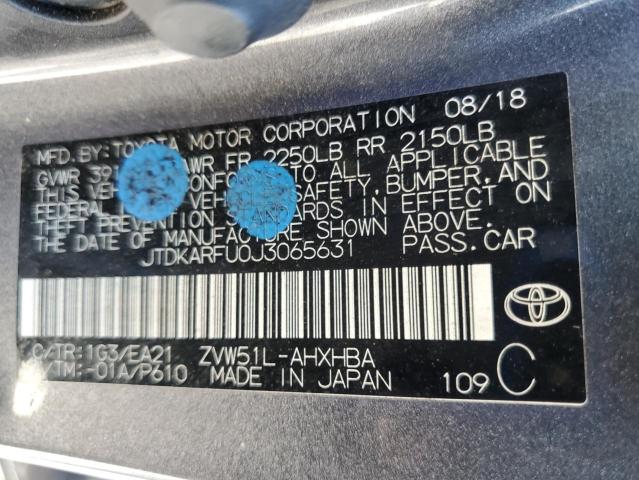 08/18
MFD. BY: TOYOTA MOTOR CORPORATION
GVWR FR 2250LB RR 2150LB
THIS TO ALL APPLICABLE
FEDERAL SAFETY, BUMPER, AND
THEFT PREVENTION STANDARDS IN EFFECT ON
THE DATE OF MANUFACTURE SHOWN ABOVE.
JTDKARFU0J3065631 PASS. CAR
C/TR: 1G3/EA21 ZVW51L-AHXHBA
/TM: -01A/P610 MADE IN JAPAN
109 C